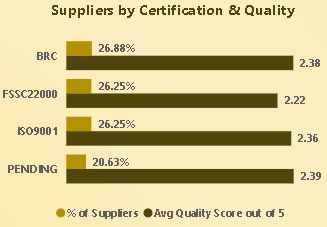 Suppliers by Certification & Quality
BRC
26.88%
2.38
FSSC22000
26.25%
2.22
ISO9001
26.25%
2.36
PENDING
20.63%
2.39
% of Suppliers Avg Quality Score out of 5